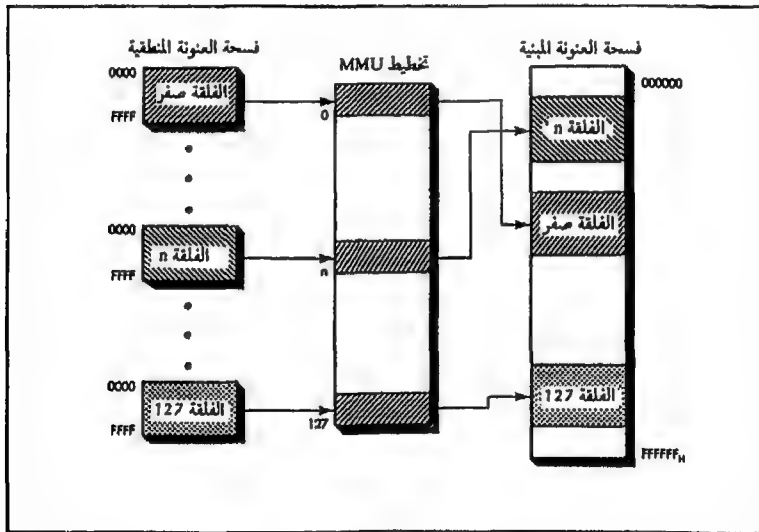 فسحة العنونة المنطقية
تخطيط MMU
فسحة العنونة المبنية
0000
الفلقة صفر
FFFF
0
000000
الفلقة n
الفلقة صفر
0000
الفلقة n
FFFF
n
0000
الفلقة 127
FFFF
127
الفلقة 127
FFFFFFH